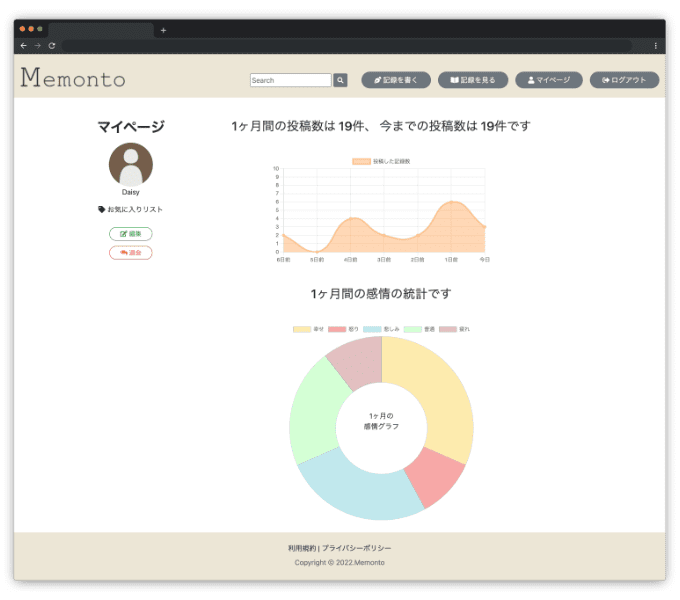 Memonto
Search
記録を書く
記録を見る
マイページ
ログアウト
マイページ
Daisy
お気に入りリスト
編集
退会
1ヶ月間の投稿数は 19件、 今までの投稿数は 19件です
投稿した記録数
10
9
8
7
6
5
4
3
2
1
0
6日前 5日前 4日前 3日前 2日前 1日前 今日
1ヶ月間の感情の統計です
幸せ 怒り 悲しみ 普通 疲れ
1ヶ月の
感情グラフ
利用規約 | プライバシーポリシー
Copyright © 2022.Memonto